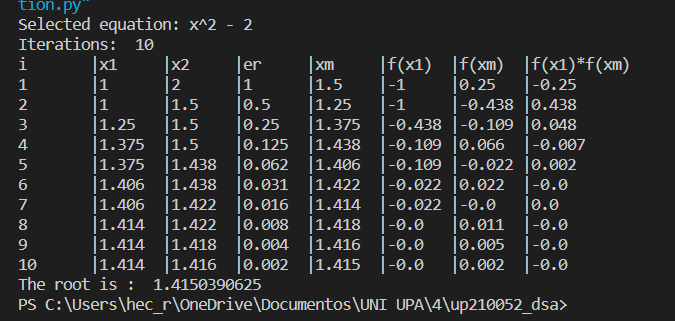 tion.py"
Selected equation: x^2 - 2
Iterations:  10
i |x1 |x2 |er |xm |f(x1) |f(xm) |f(x1)*f(xm)
1 |1 |2 |1 |1.5 |-1 |0.25 |-0.25
2 |1 |1.5 |0.5 |1.25 |-1 |-0.438 |0.438
3 |1.25 |1.5 |0.25 |1.375 |-0.438 |-0.109 |0.048
4 |1.375 |1.5 |0.125 |1.438 |-0.109 |0.066 |-0.007
5 |1.375 |1.438 |0.062 |1.406 |-0.109 |-0.022 |0.002
6 |1.406 |1.438 |0.031 |1.422 |-0.022 |0.022 |-0.0
7 |1.406 |1.422 |0.016 |1.414 |-0.022 |-0.0 |0.0
8 |1.414 |1.422 |0.008 |1.418 |-0.0 |0.011 |-0.0
9 |1.414 |1.418 |0.004 |1.416 |-0.0 |0.005 |-0.0
10 |1.414 |1.416 |0.002 |1.415 |-0.0 |0.002 |-0.0
The root is :  1.4150390625
PS C:\Users\hec_r\OneDrive\Documentos\UNI UPA\4\up210052_dsa>